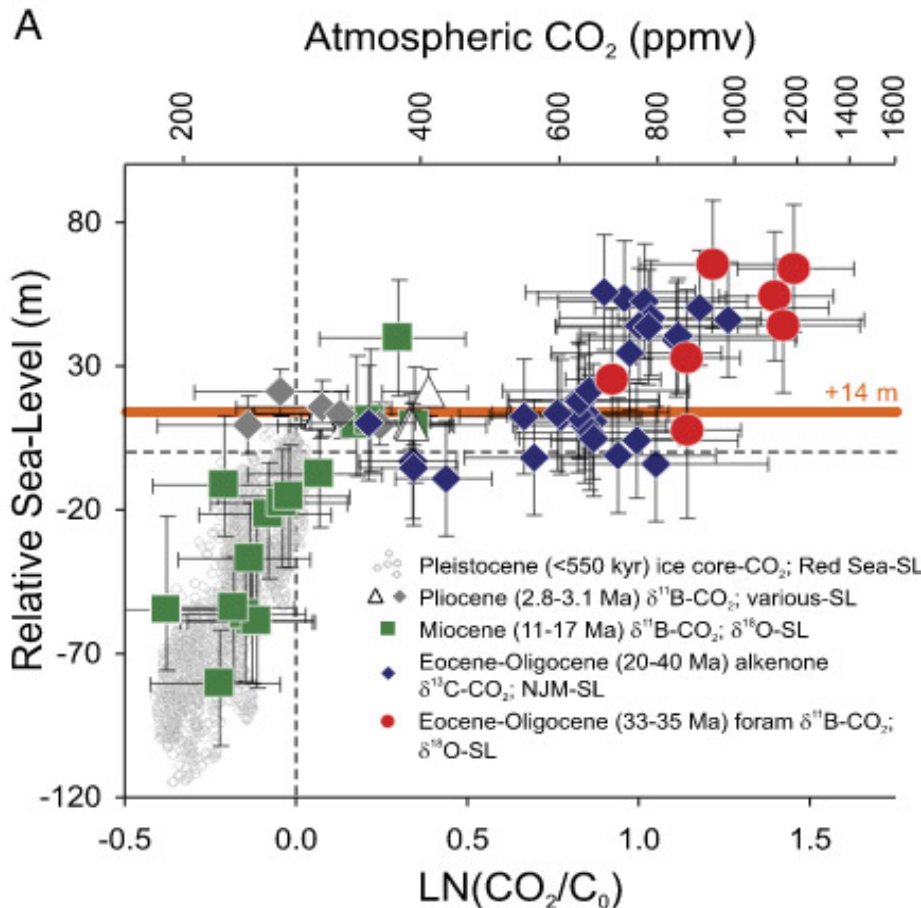 A
Atmospheric CO₂ (ppmv)
200
400
600
800
1000
1200
1400
1600
Relative Sea-Level (m)
80
30
-20
-70
-120
+14 m
Pleistocene (<550 kyr) ice core-CO₂; Red Sea-SL
Pliocene (2.8-3.1 Ma) δ¹¹B-CO₂; various-SL
Miocene (11-17 Ma) δ¹¹B-CO₂; δ¹⁸O-SL
Eocene-Oligocene (20-40 Ma) alkenone
δ¹³C-CO₂; NJM-SL
Eocene-Oligocene (33-35 Ma) foram δ¹¹B-CO₂;
δ¹⁸O-SL
-0.5
0.0
0.5
1.0
1.5
LN(CO₂/C₀)